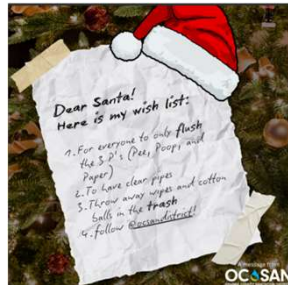 Dear Santa!
Here is my wish list:
1. For everyone to only flush
the 3 P's (Pee, Poop, and
Paper)
2. To have clear pipes
3. Throw away wipes and cotton
balls in the trash
4. Follow @ocsandistrict!
A message from
OC SAN